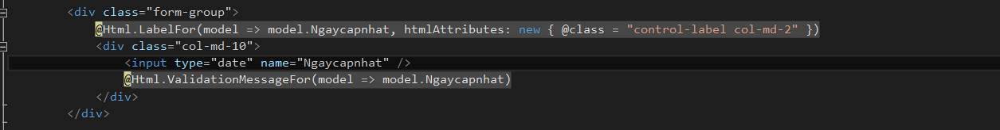 <div class="form-group">
@Html.LabelFor(model => model.Ngaycapnhat, htmlAttributes: new { @class = "control-label col-md-2" })
<div class="col-md-10">
<input type="date" name="Ngaycapnhat" />
@Html.ValidationMessageFor(model => model.Ngaycapnhat)
</div>
</div>